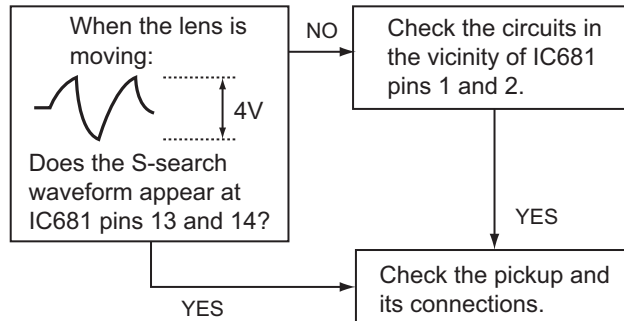 When the lens is
moving:
4V
Does the S-search
waveform appear at
IC681 pins 13 and 14?
NO
Check the circuits in
the vicinity of IC681
pins 1 and 2.
YES
YES
Check the pickup and
its connections.